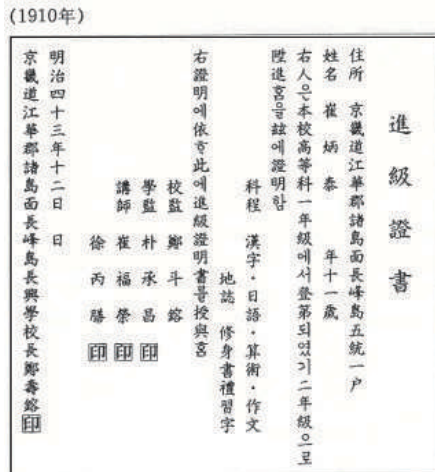 (1910年)
進級證書
住所 京畿道江華郡諸島面長峰島五統一户
姓名 崔炳泰 年十一歲
右人은本校高等科一年級에서登第되엿기二年級으로
陞進홈을玆에證明함
科程 漢字·日語·算術·作文
地誌 修身書禮習字
右證明에依하此에進級證明書를授與홈
校監 鄭斗鎔
學監 朴承昌 印
講師 崔福榮 印
徐丙勝 印
明治四十三年十二日 日
京畿道江華郡諸島面長峰島長興學校長鄭壽鎔印